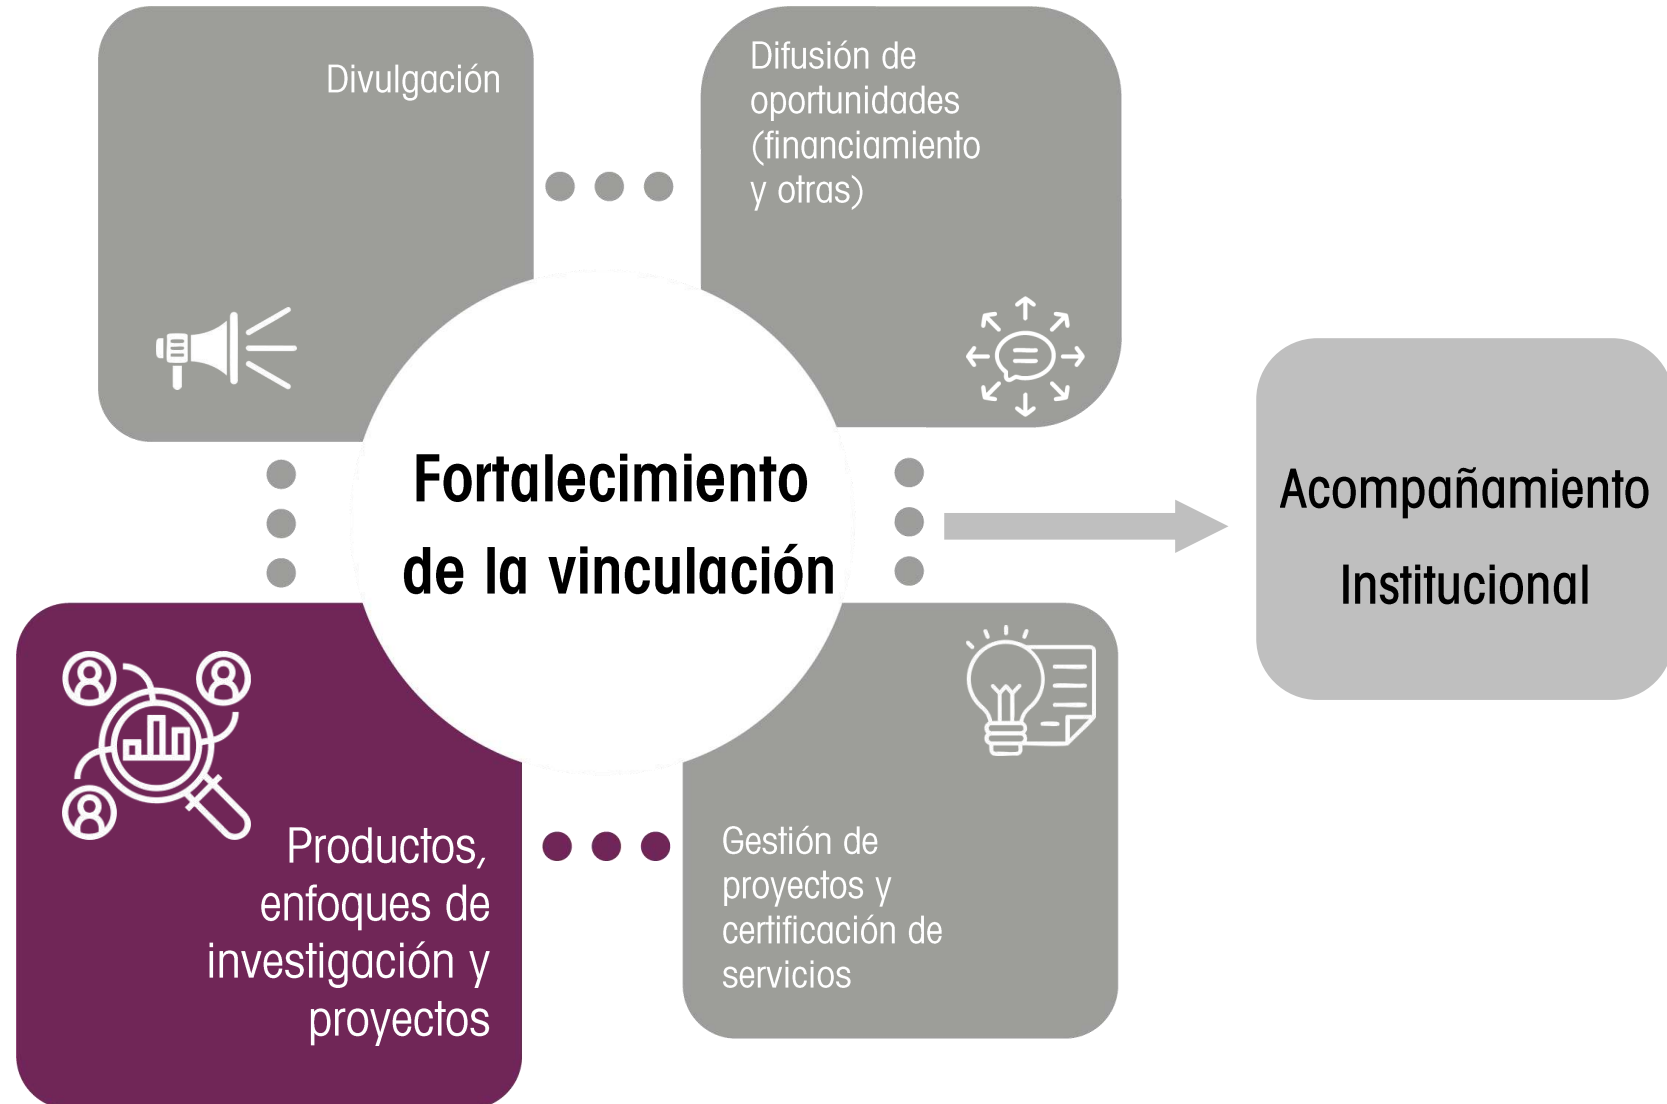 Divulgación
Difusión de
oportunidades
(financiamiento
y otras)
Fortalecimiento
de la vinculación
Acompañamiento
Institucional
Productos,
enfoques de
investigación y
proyectos
Gestión de
proyectos y
certificación de
servicios